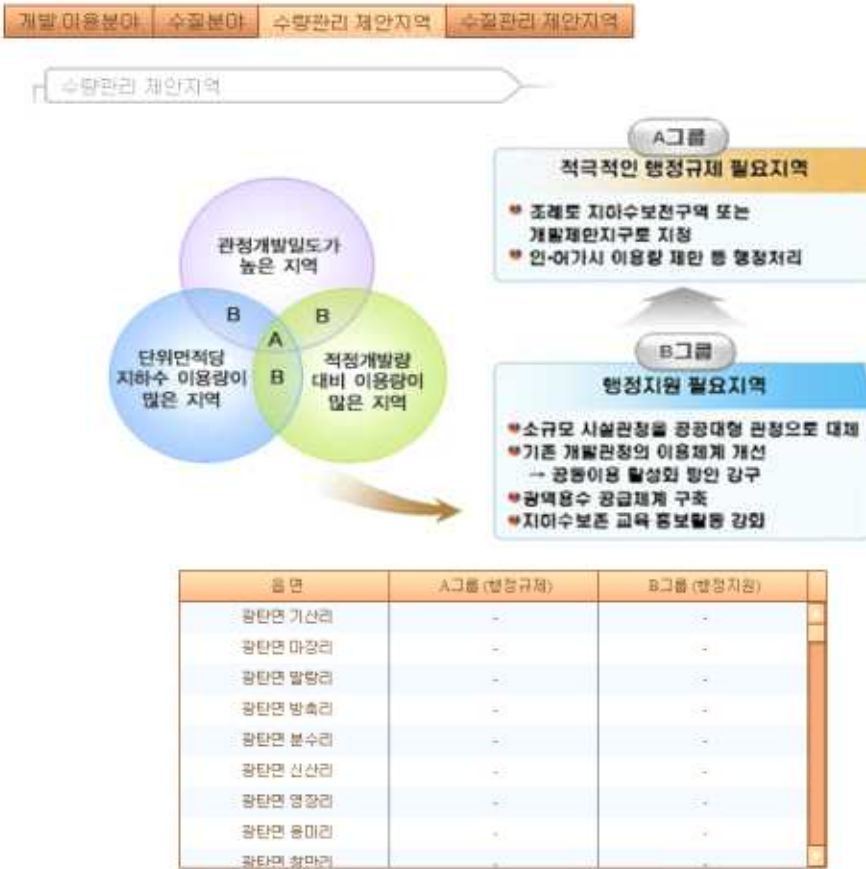 개발 이용분야 수질분야 수량관리 제안지역 수질관리 제안지역
수량관리 제안지역
관정개발밀도가
높은 지역
B B
A
B
단위면적당
지하수 이용량이
많은 지역
적정개발량
대비 이용량이
많은 지역
A그룹
적극적인 행정규제 필요지역
조례로 지하수보전구역 또는
개발제한지구로 지정
인·허가시 이용량 제한 등 행정처리
B그룹
행정지원 필요지역
소규모 시설관정을 공공대형 관정으로 대체
기존 개발관정의 이용체계 개선
→ 공동이용 활성화 방안 강구
광역용수 공급체계 구축
지하수보존 교육 홍보활동 강화
읍면 A그룹 (행정규제) B그룹 (행정지원)
광탄면 기산리 - -
광탄면 마장리 - -
광탄면 발랑리 - -
광탄면 방축리 - -
광탄면 분수리 - -
광탄면 신산리 - -
광탄면 영장리 - -
광탄면 용미리 - -
광탄면 창만리 - -